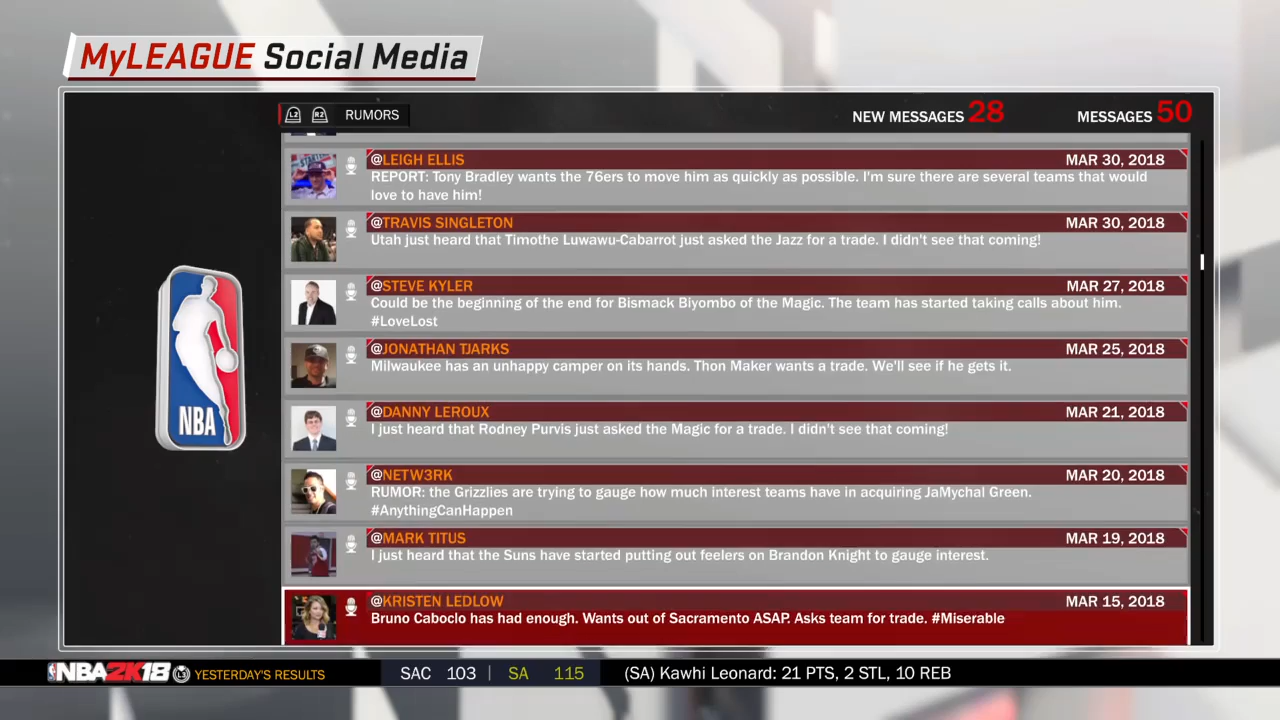 MyLEAGUE Social Media
L2 R2 RUMORS NEW MESSAGES 28 MESSAGES 50
@LEIGH ELLIS MAR 30, 2018
REPORT: Tony Bradley wants the 76ers to move him as quickly as possible. I'm sure there are several teams that would
love to have him!
@TRAVIS SINGLETON MAR 30, 2018
Utah just heard that Timothe Luwawu-Cabarrot just asked the Jazz for a trade. I didn't see that coming!
@STEVE KYLER MAR 27, 2018
Could be the beginning of the end for Bismack Biyombo of the Magic. The team has started taking calls about him.
#LoveLost
@JONATHAN TJARKS MAR 25, 2018
Milwaukee has an unhappy camper on its hands. Thon Maker wants a trade. We'll see if he gets it.
@DANNY LEROUX MAR 21, 2018
I just heard that Rodney Purvis just asked the Magic for a trade. I didn't see that coming!
@NETW3RK MAR 20, 2018
RUMOR: the Grizzlies are trying to gauge how much interest teams have in acquiring JaMychal Green.
#AnythingCanHappen
@MARK TITUS MAR 19, 2018
I just heard that the Suns have started putting out feelers on Brandon Knight to gauge interest.
@KRISTEN LEDLOW MAR 15, 2018
Bruno Caboclo has had enough. Wants out of Sacramento ASAP. Asks team for trade. #Miserable
NBA
NBA2K18 YESTERDAY'S RESULTS SAC 103 | SA 115 (SA) Kawhi Leonard: 21 PTS, 2 STL, 10 REB